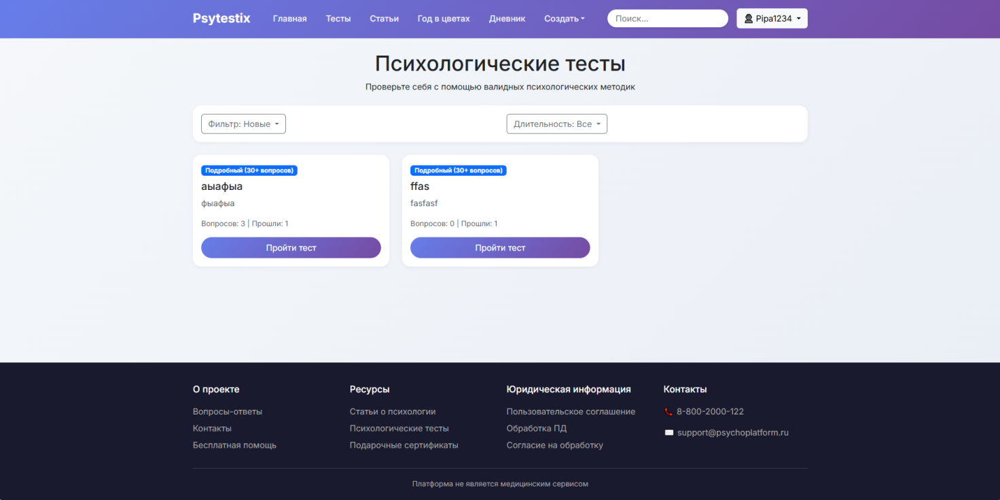 Psytestix Главная Тесты Статьи Год в цветах Дневник Создать Поиск... Pipa1234
Психологические тесты
Проверьте себя с помощью валидных психологических методик
Фильтр: Новые Длительность: Все
Подробный (30+ вопросов)
аыафыа
фыафыа
Вопросов: 3 | Прошли: 1
Пройти тест
Подробный (30+ вопросов)
ffas
fasfasf
Вопросов: 0 | Прошли: 1
Пройти тест
О проекте
Вопросы-ответы
Контакты
Бесплатная помощь
Ресурсы
Статьи о психологии
Психологические тесты
Подарочные сертификаты
Юридическая информация
Пользовательское соглашение
Обработка ПД
Согласие на обработку
Контакты
8-800-2000-122
support@psychoplatform.ru
Платформа не является медицинским сервисом